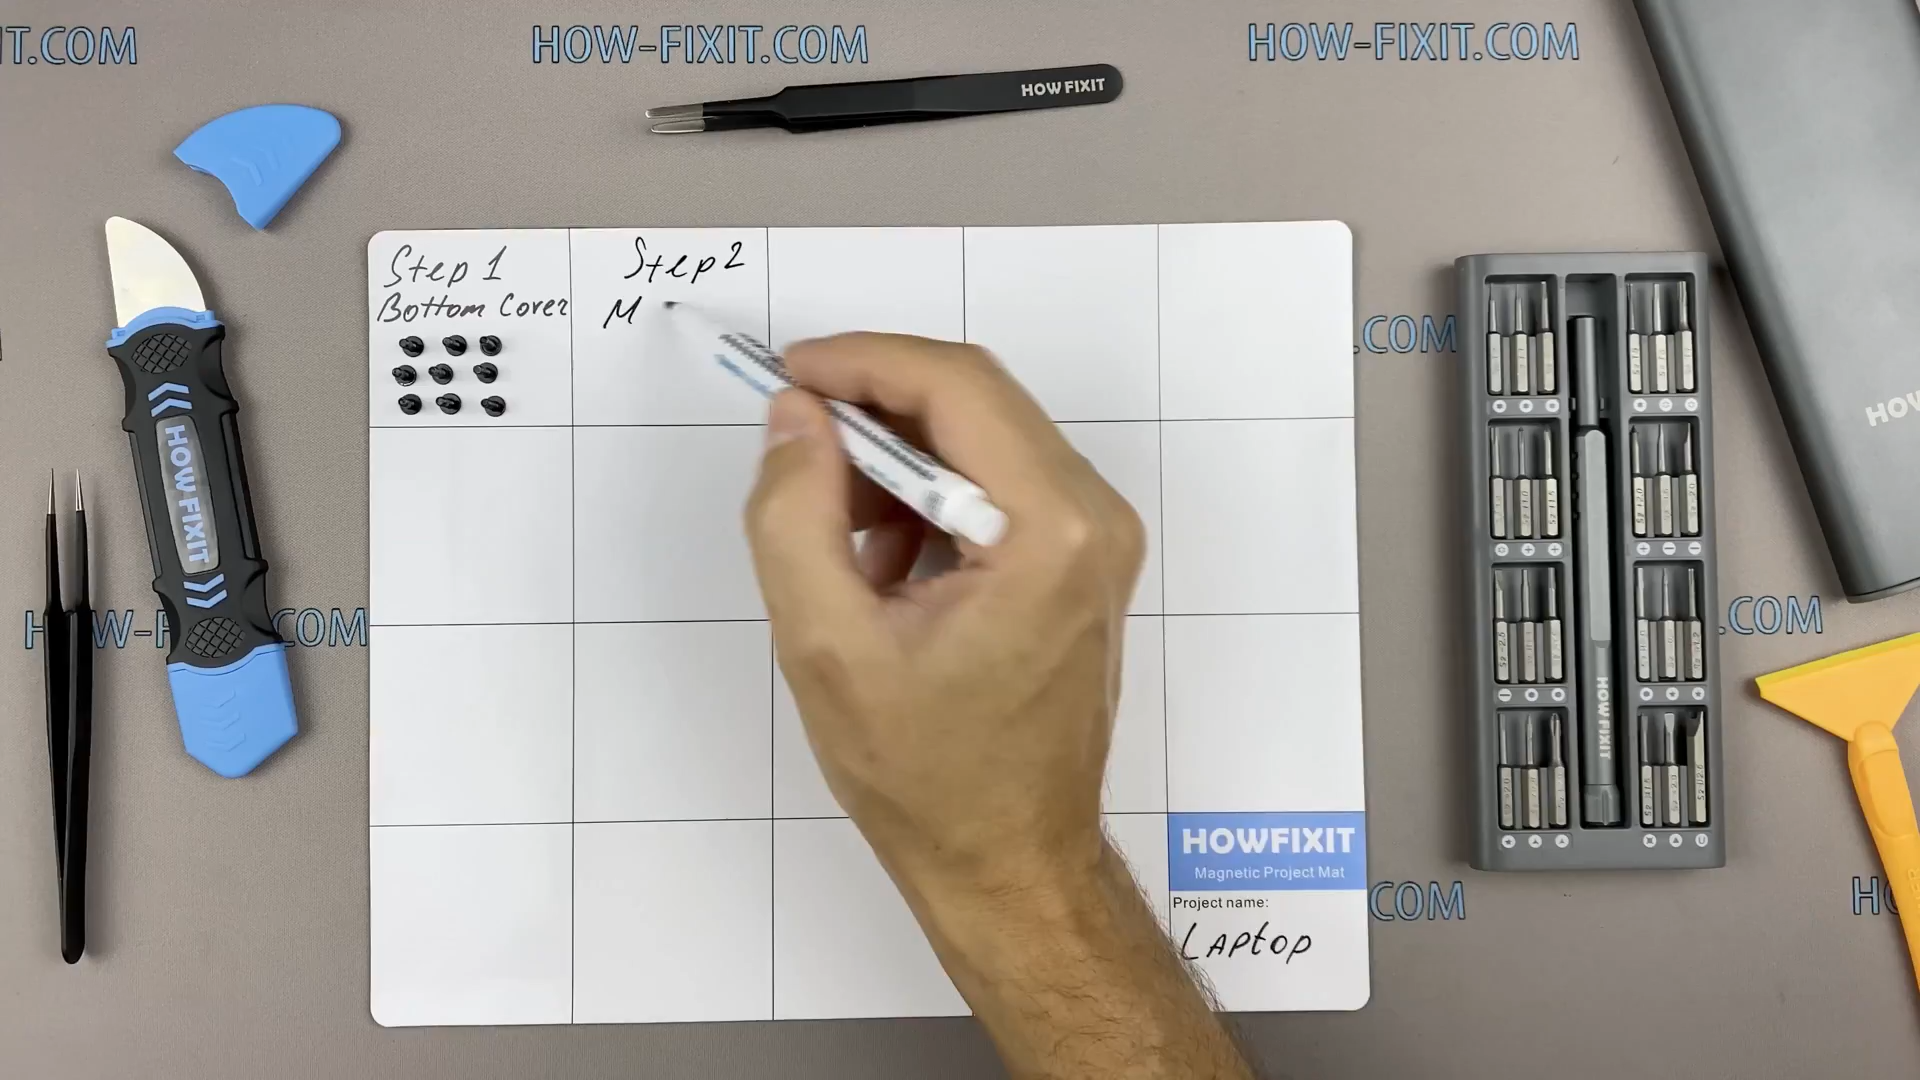 HOW-FIXIT.COM
HOW-FIXIT.COM
IT.COM
HOW FIXIT
Step 1
Bottom Cover
Step 2
M
.COM
HOW FIXIT
HOW FIXIT
HOW
COM
.COM
HOWFIXIT
Magnetic Project Mat
Project name:
Laptop
COM